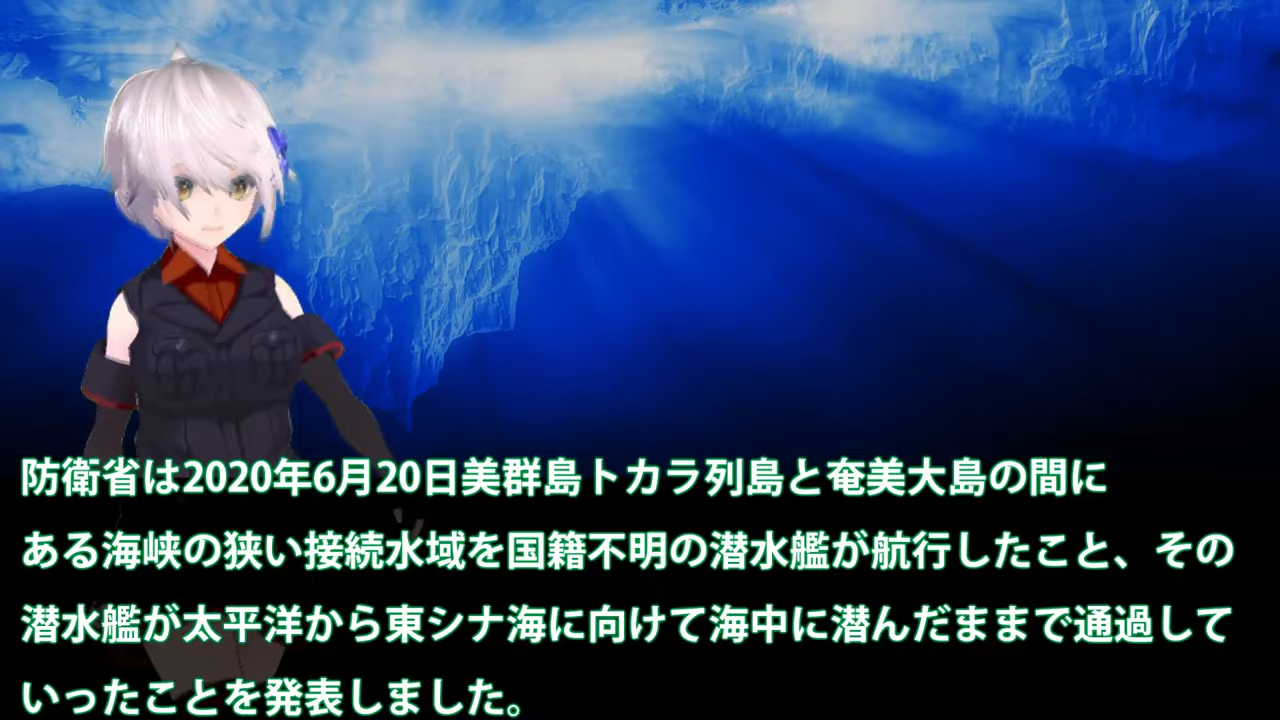 防衛省は2020年6月20日美群島トカラ列島と奄美大島の間に
ある海峡の狭い接続水域を国籍不明の潜水艦が航行したこと、その
潜水艦が太平洋から東シナ海に向けて海中に潜んだままで通過して
いったことを発表しました。